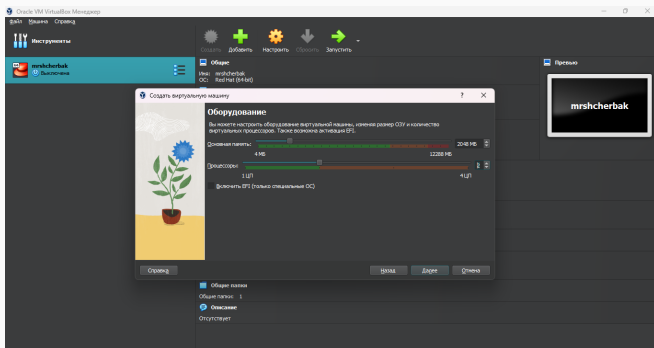 Oracle VM VirtualBox Менеджер
Файл Машина Справка
Инструменты
Создать Добавить Настроить Сбросить Запустить
mrshcherbak
Выключена
Общие
Имя: mrshcherbak
ОС: Red Hat (64-bit)
Превью
mrshcherbak
Создать виртуальную машину
Оборудование
Вы можете настроить оборудование виртуальной машины, изменяя размер ОЗУ и количество
виртуальных процессоров. Также возможна активация EFI.
Основная память: 2048 МБ
4 МБ 12288 МБ
Процессоры: 2
1 ЦП 4 ЦП
Включить EFI (только специальные ОС)
Справка Назад Далее Отмена
Общие папки
Общие папки: 1
Описание
Отсутствует